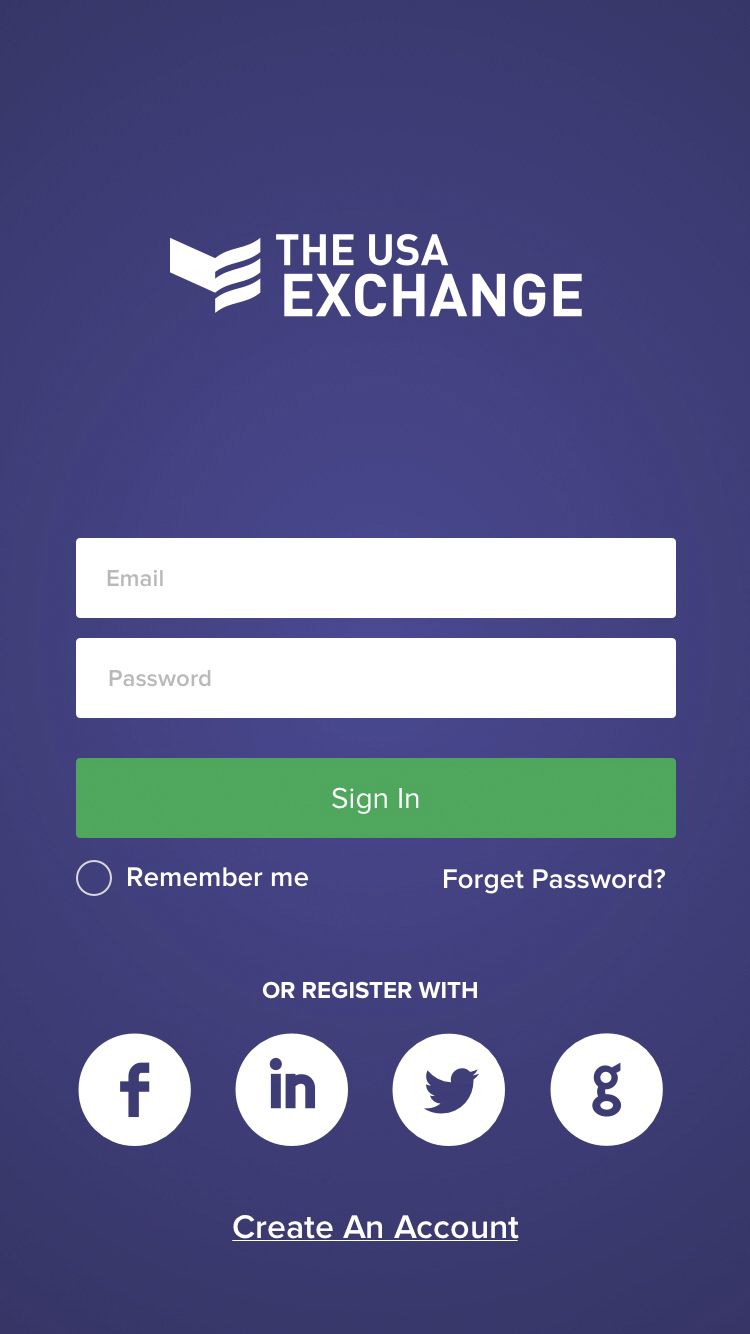 THE USA
EXCHANGE
Email
Password
Sign In
Remember me
Forget Password?
OR REGISTER WITH
f
in
g
Create An Account